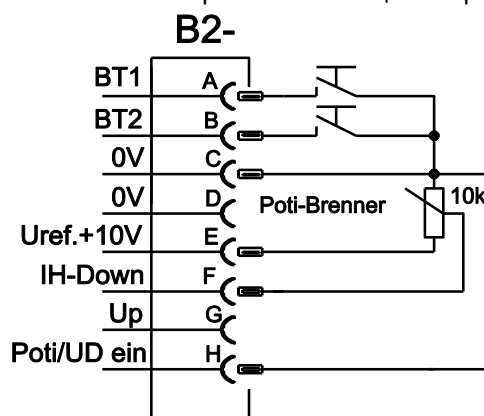 B2-
BT1 A
BT2 B
0V C
0V D Poti-Brenner 10k
Uref.+10V E
IH-Down F
Up G
Poti/UD ein H